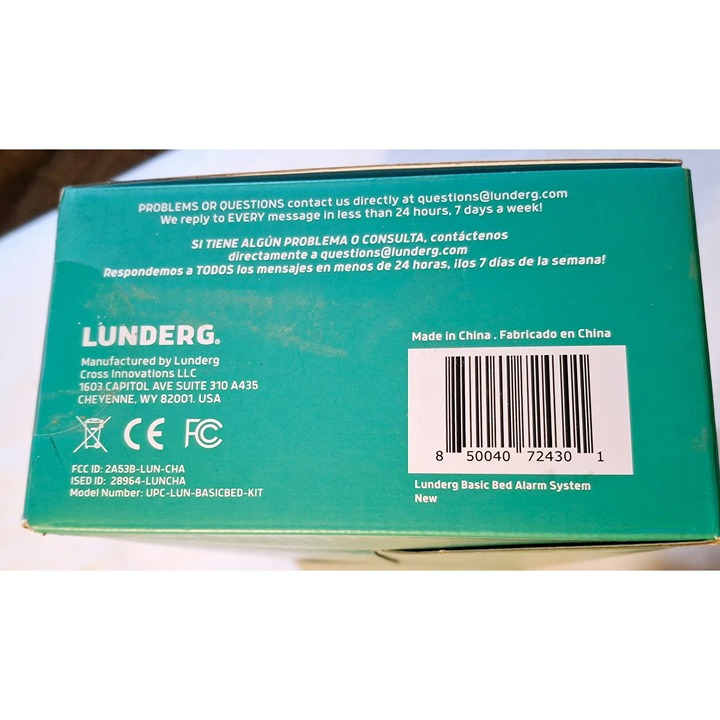 PROBLEMS OR QUESTIONS contact us directly at questions@lunderg.com
We reply to EVERY message in less than 24 hours, 7 days a week!
SI TIENE ALGÚN PROBLEMA O CONSULTA, contáctenos
directamente a questions@lunderg.com
Respondemos a TODOS los mensajes en menos de 24 horas, ¡los 7 días de la semana!
LUNDERG®
Manufactured by Lunderg
Cross Innovations LLC
1603 CAPITOL AVE SUITE 310 A435
CHEYENNE, WY 82001. USA
CE FC
FCC ID: 2A53B-LUN-CHA
ISED ID: 28964-LUNCHA
Model Number: UPC-LUN-BASICBED-KIT
Made in China . Fabricado en China
8 50040 72430 1
Lunderg Basic Bed Alarm System
New